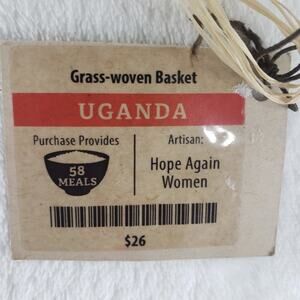 Grass-woven Basket
UGANDA
Purchase Provides
58
MEALS
Artisan:
Hope Again
Women
$26